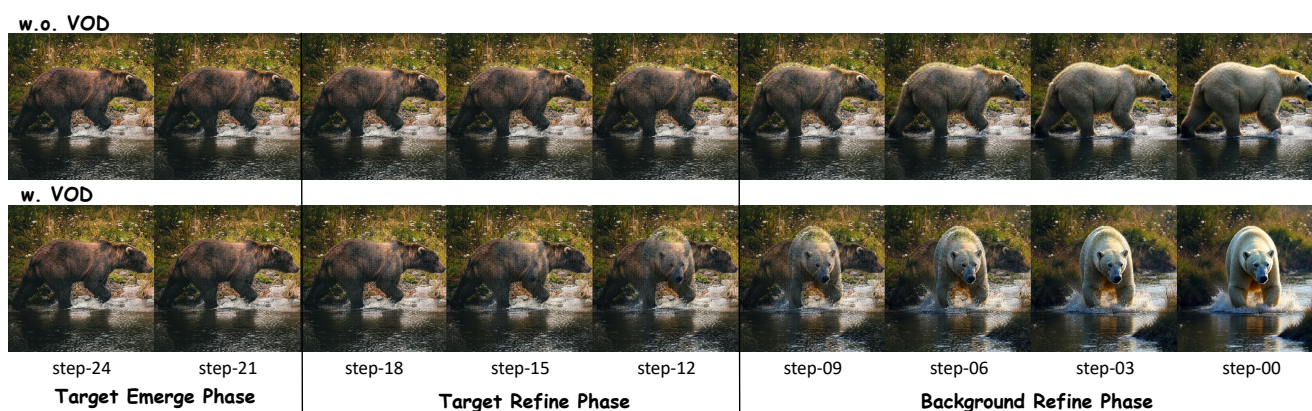 w.o. VOD
w. VOD
step-24 step-21 step-18 step-15 step-12 step-09 step-06 step-03 step-00
Target Emerge Phase Target Refine Phase Background Refine Phase